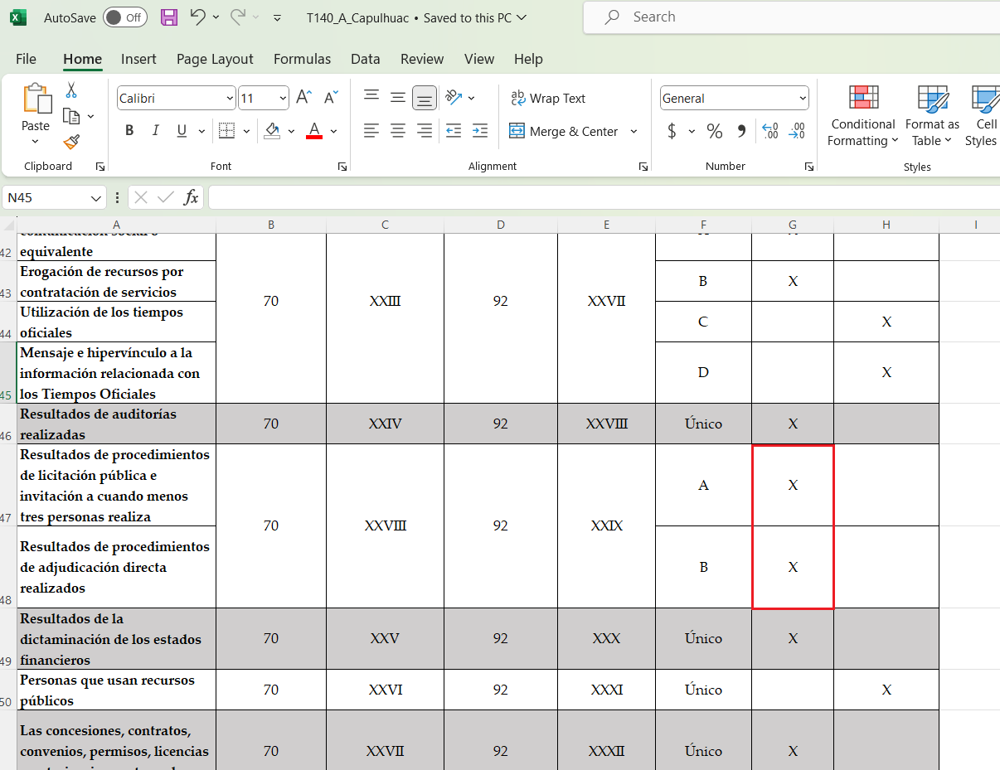 AutoSave Off T140_A_Capulhuac • Saved to this PC Search
File Home Insert Page Layout Formulas Data Review View Help
Calibri 11 A A ab Wrap Text General
Paste B I U A Merge & Center $ % 9 .00 .00 Conditional Formatting Format as Table Cell Styles
Clipboard Font Alignment Number Styles
N45 fx
A B C D E F G H I
42 equivalente
43 Erogación de recursos por
contratación de servicios B X
44 Utilización de los tiempos
oficiales C X
70 XXIII 92 XXVII
45 Mensaje e hipervínculo a la
información relacionada con
los Tiempos Oficiales D X
46 Resultados de auditorías
realizadas 70 XXIV 92 XXVIII Único X
47 Resultados de procedimientos
de licitación pública e
invitación a cuando menos
tres personas realiza A X
70 XXVIII 92 XXIX
48 Resultados de procedimientos
de adjudicación directa
realizados B X
49 Resultados de la
dictaminación de los estados
financieros 70 XXV 92 XXX Único X
50 Personas que usan recursos
públicos 70 XXVI 92 XXXI Único X
Las concesiones, contratos,
convenios, permisos, licencias 70 XXVII 92 XXXII Único X